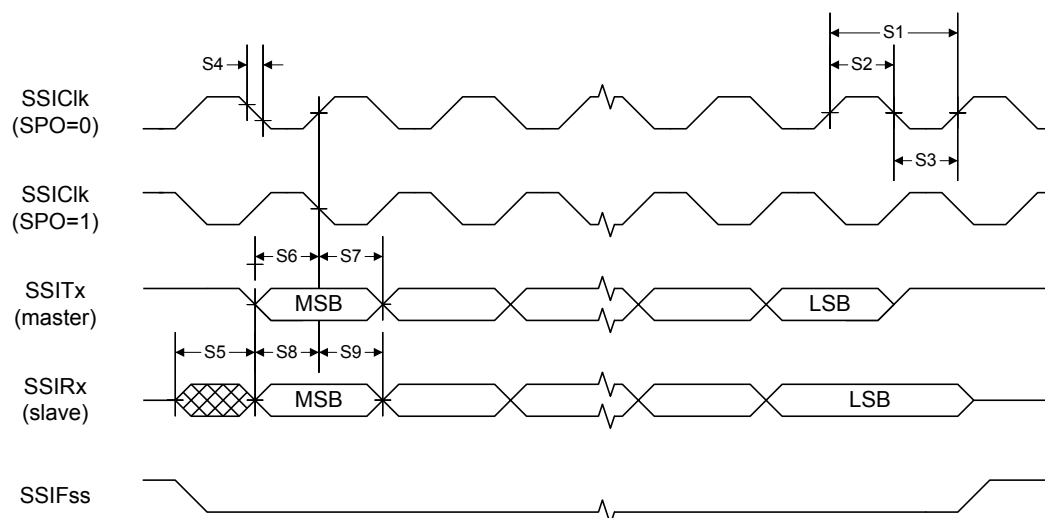 S1
S4
S2
SSIClk
(SPO=0)
S3
SSIClk
(SPO=1)
S6
S7
SSITx
(master)
MSB
LSB
S5
S8
S9
SSIRx
(slave)
MSB
LSB
SSIFss